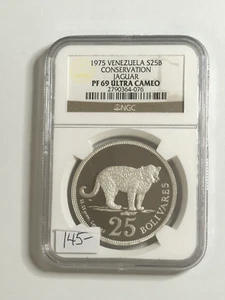 1975 VENEZUELA S25B
CONSERVATION
JAGUAR
PF 69 ULTRA CAMEO
2790364-076
NGC
25
BOLIVARES
145-